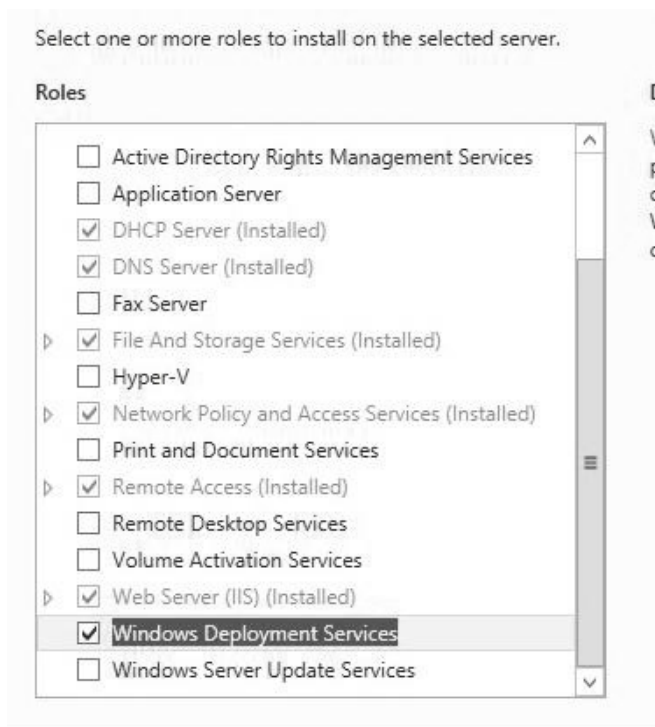 Select one or more roles to install on the selected server.
Roles
Active Directory Rights Management Services
Application Server
DHCP Server (Installed)
DNS Server (Installed)
Fax Server
File And Storage Services (Installed)
Hyper-V
Network Policy and Access Services (Installed)
Print and Document Services
Remote Access (Installed)
Remote Desktop Services
Volume Activation Services
Web Server (IIS) (Installed)
Windows Deployment Services
Windows Server Update Services